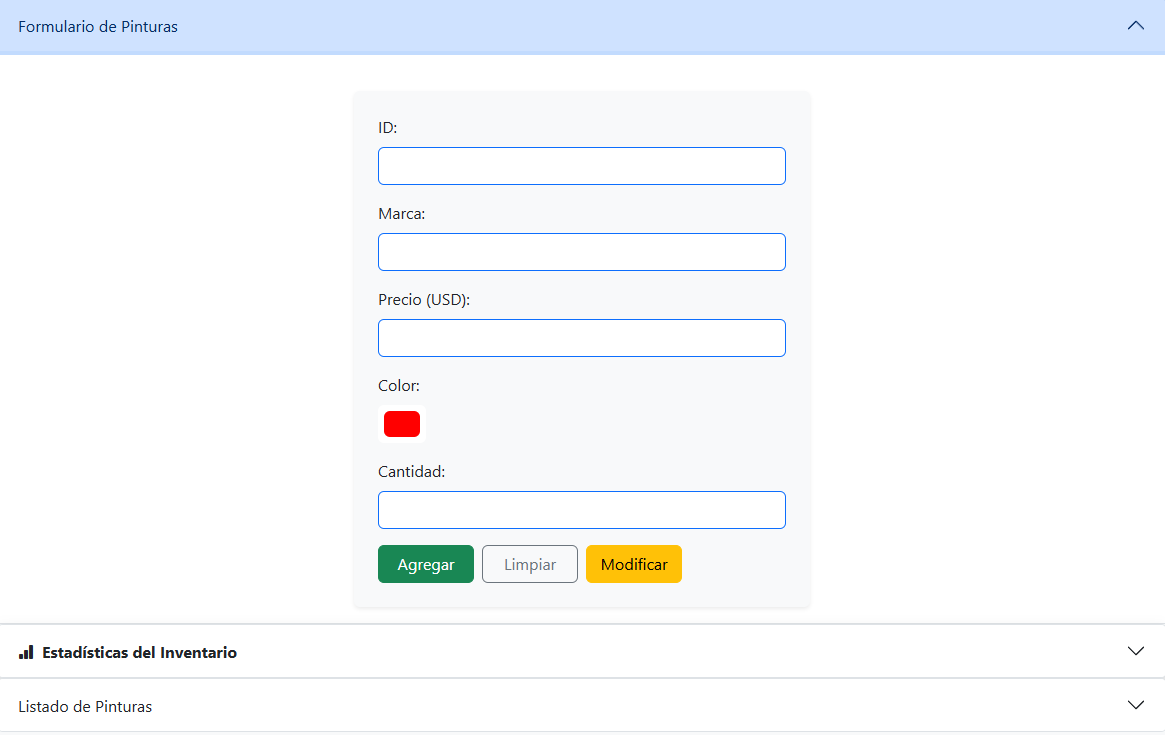 Formulario de Pinturas
ID:
Marca:
Precio (USD):
Color:
Cantidad:
Agregar Limpiar Modificar
Estadísticas del Inventario
Listado de Pinturas